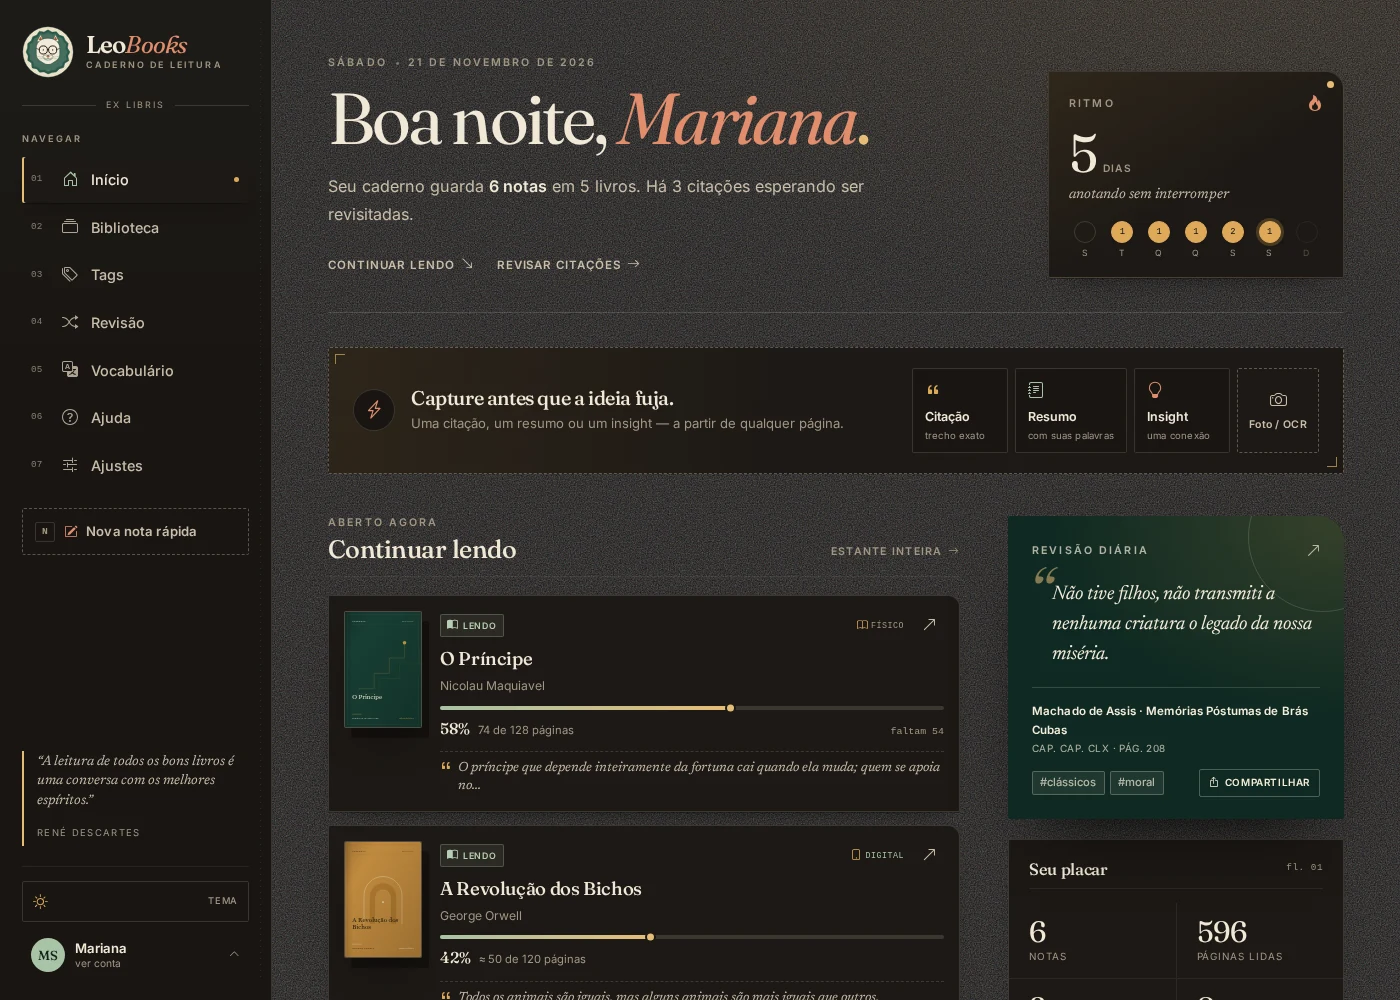 LeoBooks
CADERNO DE LEITURA
EX LIBRIS
NAVEGAR
01 Início
02 Biblioteca
03 Tags
04 Revisão
05 Vocabulário
06 Ajuda
07 Ajustes
N Nova nota rápida
“A leitura de todos os bons livros é
uma conversa com os melhores
espíritos.”
RENÉ DESCARTES
TEMA
MS
Mariana
ver conta
SÁBADO • 21 DE NOVEMBRO DE 2026
Boa noite, Mariana.
Seu caderno guarda 6 notas em 5 livros. Há 3 citações esperando ser
revisitadas.
CONTINUAR LENDO ↘ REVISAR CITAÇÕES →
RITMO
5 DIAS
anotando sem interromper
1 1 1 2 1
S T Q Q S S D
Capture antes que a ideia fuja.
Uma citação, um resumo ou um insight — a partir de qualquer página.
“
Citação
trecho exato
Resumo
com suas palavras
Insight
uma conexão
Foto / OCR
ABERTO AGORA
Continuar lendo
ESTANTE INTEIRA →
O Príncipe
LENDO
FÍSICO
O Príncipe
Nicolau Maquiavel
58% 74 de 128 páginas
faltam 54
“ O príncipe que depende inteiramente da fortuna cai quando ela muda; quem se apoia
no...
A Revolução dos
Bichos
LENDO
DIGITAL
A Revolução dos Bichos
George Orwell
42% ≈ 50 de 120 páginas
“ Todos os animais são iguais, mas alguns animais são mais iguais que outros.
REVISÃO DIÁRIA
“
Não tive filhos, não transmiti a
nenhuma criatura o legado da nossa
miséria.
Machado de Assis · Memórias Póstumas de Brás
Cubas
CAP. CAP. CLX · PÁG. 208
#clássicos #moral
COMPARTILHAR
Seu placar
fl. 01
6
NOTAS
596
PÁGINAS LIDAS